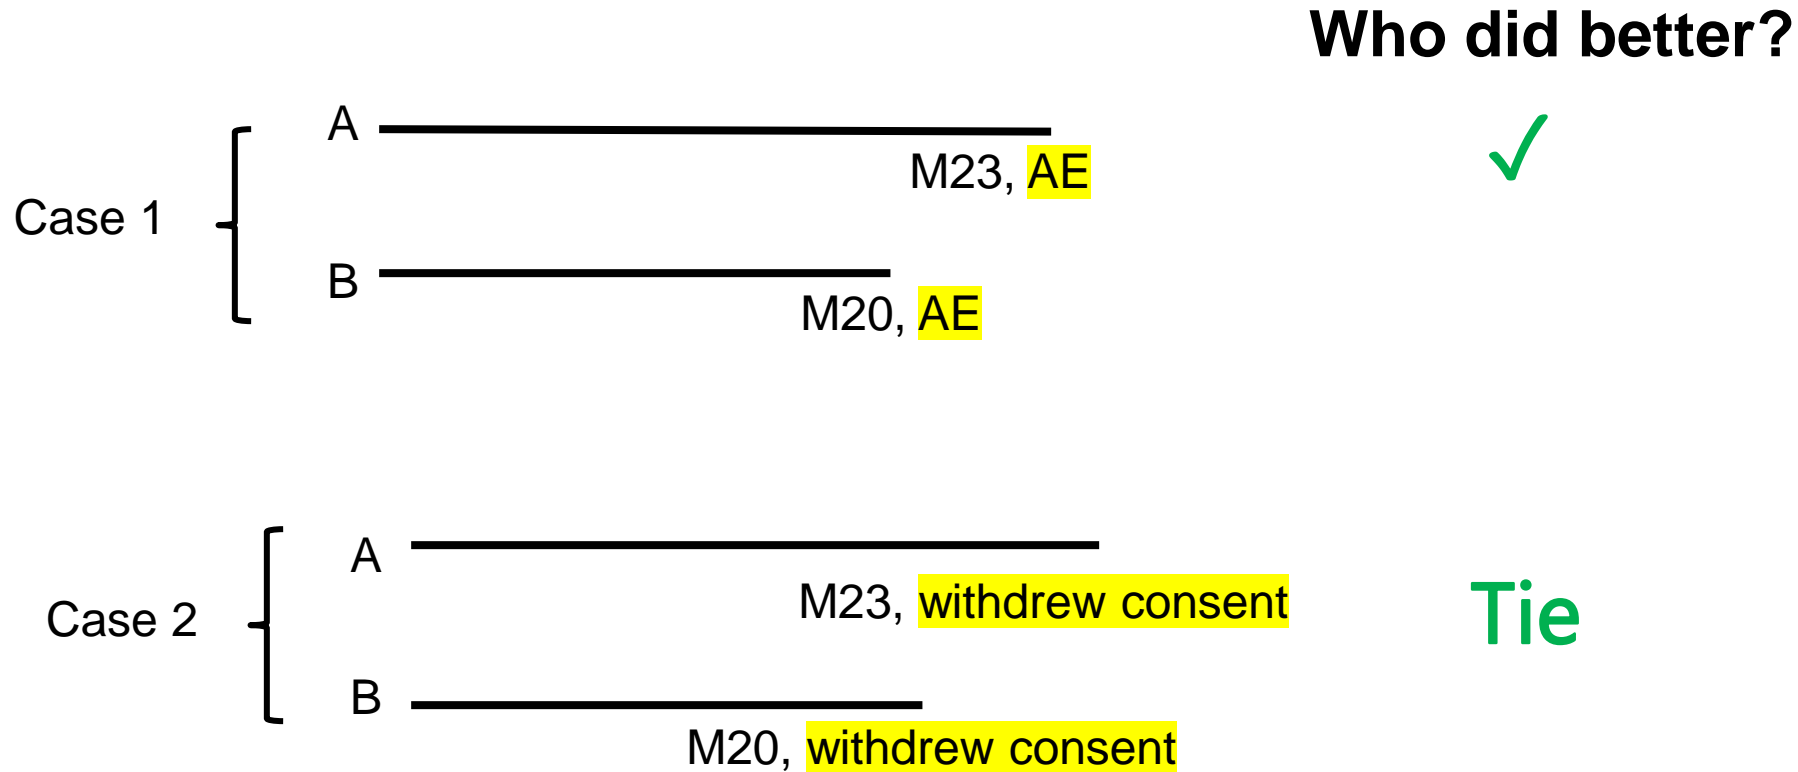 Who did better?
A
✓
M23, AE
Case 1
B
M20, AE
A
M23, withdrew consent
Tie
Case 2
B
M20, withdrew consent